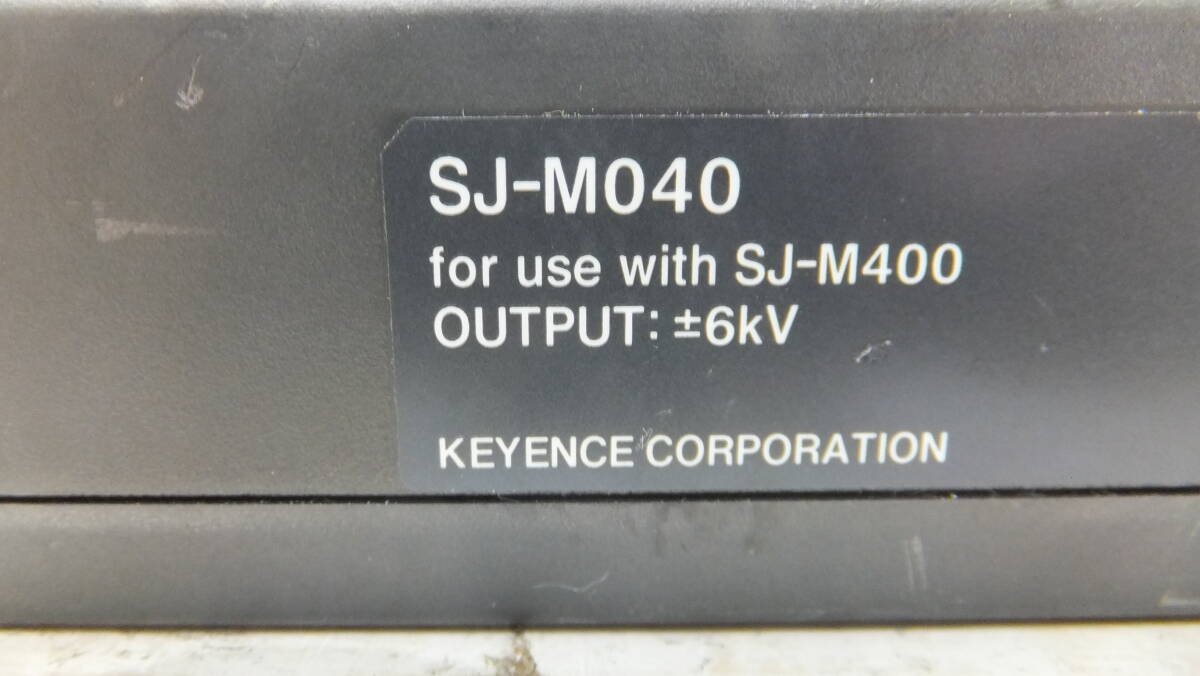 SJ-M040
for use with SJ-M400
OUTPUT: ±6kV
KEYENCE CORPORATION